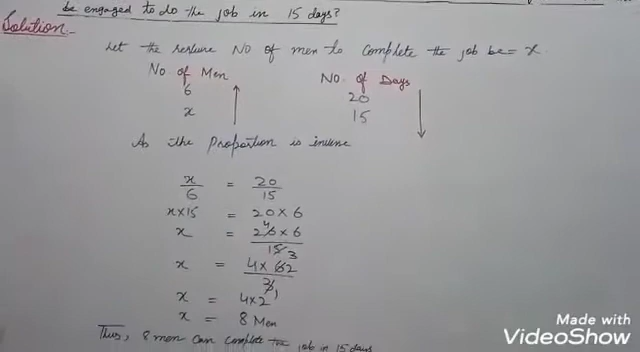 be engaged to do the job in 15 days?
Solution:-
Let the require No of men to complete the job be = x.
No of Men No. of Days
6 20
x 15
As the Proportion is inverse
x/6 = 20/15
x×15 = 20×6
x = 20×6/15
x = 4×6/3
x = 4×2
x = 8 Men
Thus, 8 men can complete the job in 15 days
Made with
VideoShow